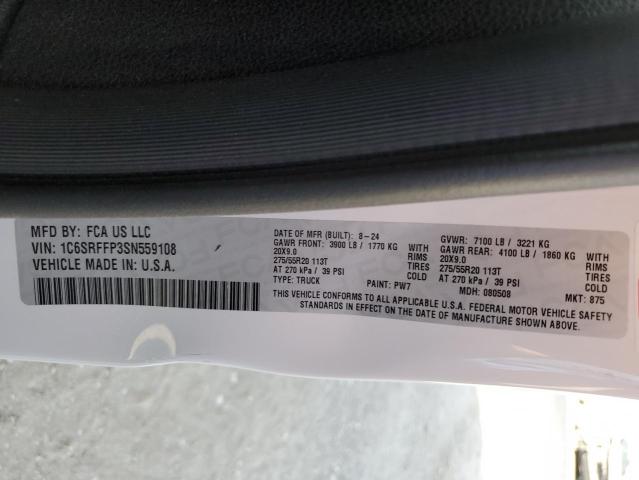 MFD BY: FCA US LLC
VIN: 1C6SRFFP3SN559108
VEHICLE MADE IN: U.S.A.
DATE OF MFR (BUILT): 8-24
GAWR FRONT: 3900 LB / 1770 KG WITH
20X9.0 RIMS
275/55R20 113T TIRES
AT 270 kPa / 39 PSI COLD
TYPE: TRUCK PAINT: PW7
GVWR: 7100 LB / 3221 KG
GAWR REAR: 4100 LB / 1860 KG WITH
20X9.0 RIMS
275/55R20 113T TIRES
AT 270 kPa / 39 PSI COLD
MDH: 080508 MKT: 875
THIS VEHICLE CONFORMS TO ALL APPLICABLE U.S.A. FEDERAL MOTOR VEHICLE SAFETY
STANDARDS IN EFFECT ON THE DATE OF MANUFACTURE SHOWN ABOVE.